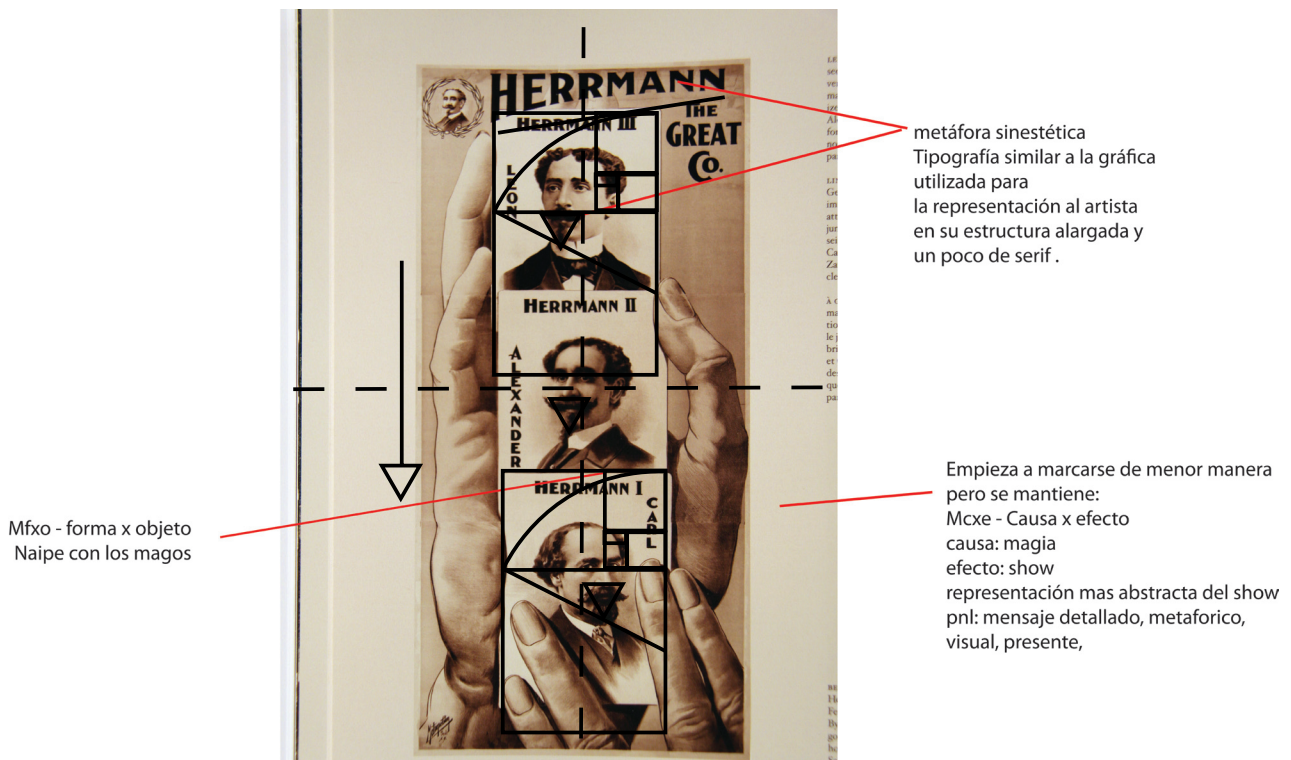 HERRMANN
THE
GREAT
CO.
HERRMANN III
LEON
HERRMANN II
ALEXANDER
HERRMANN I
CARL
metáfora sinestética
Tipografía similar a la gráfica
utilizada para
la representación al artista
en su estructura alargada y
un poco de serif .
Mfxo - forma x objeto
Naipe con los magos
Empieza a marcarse de menor manera
pero se mantiene:
Mcxe - Causa x efecto
causa: magia
efecto: show
representación mas abstracta del show
pnl: mensaje detallado, metaforico,
visual, presente,